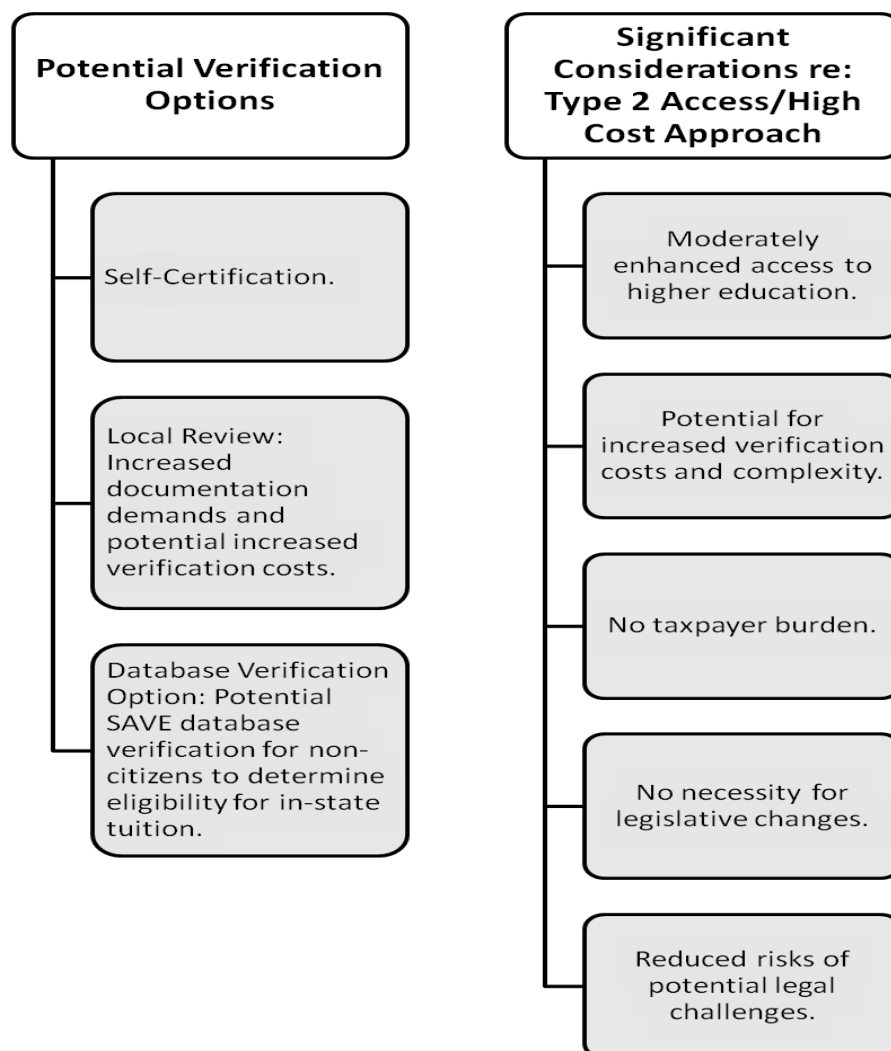 Potential Verification
Options
Self-Certification.
Local Review:
Increased
documentation
demands and
potential increased
verification costs.
Database Verification
Option: Potential
SAVE database
verification for non-
citizens to determine
eligibility for in-state
tuition.
Significant
Considerations re:
Type 2 Access/High
Cost Approach
Moderately
enhanced access to
higher education.
Potential for
increased verification
costs and complexity.
No taxpayer burden.
No necessity for
legislative changes.
Reduced risks of
potential legal
challenges.